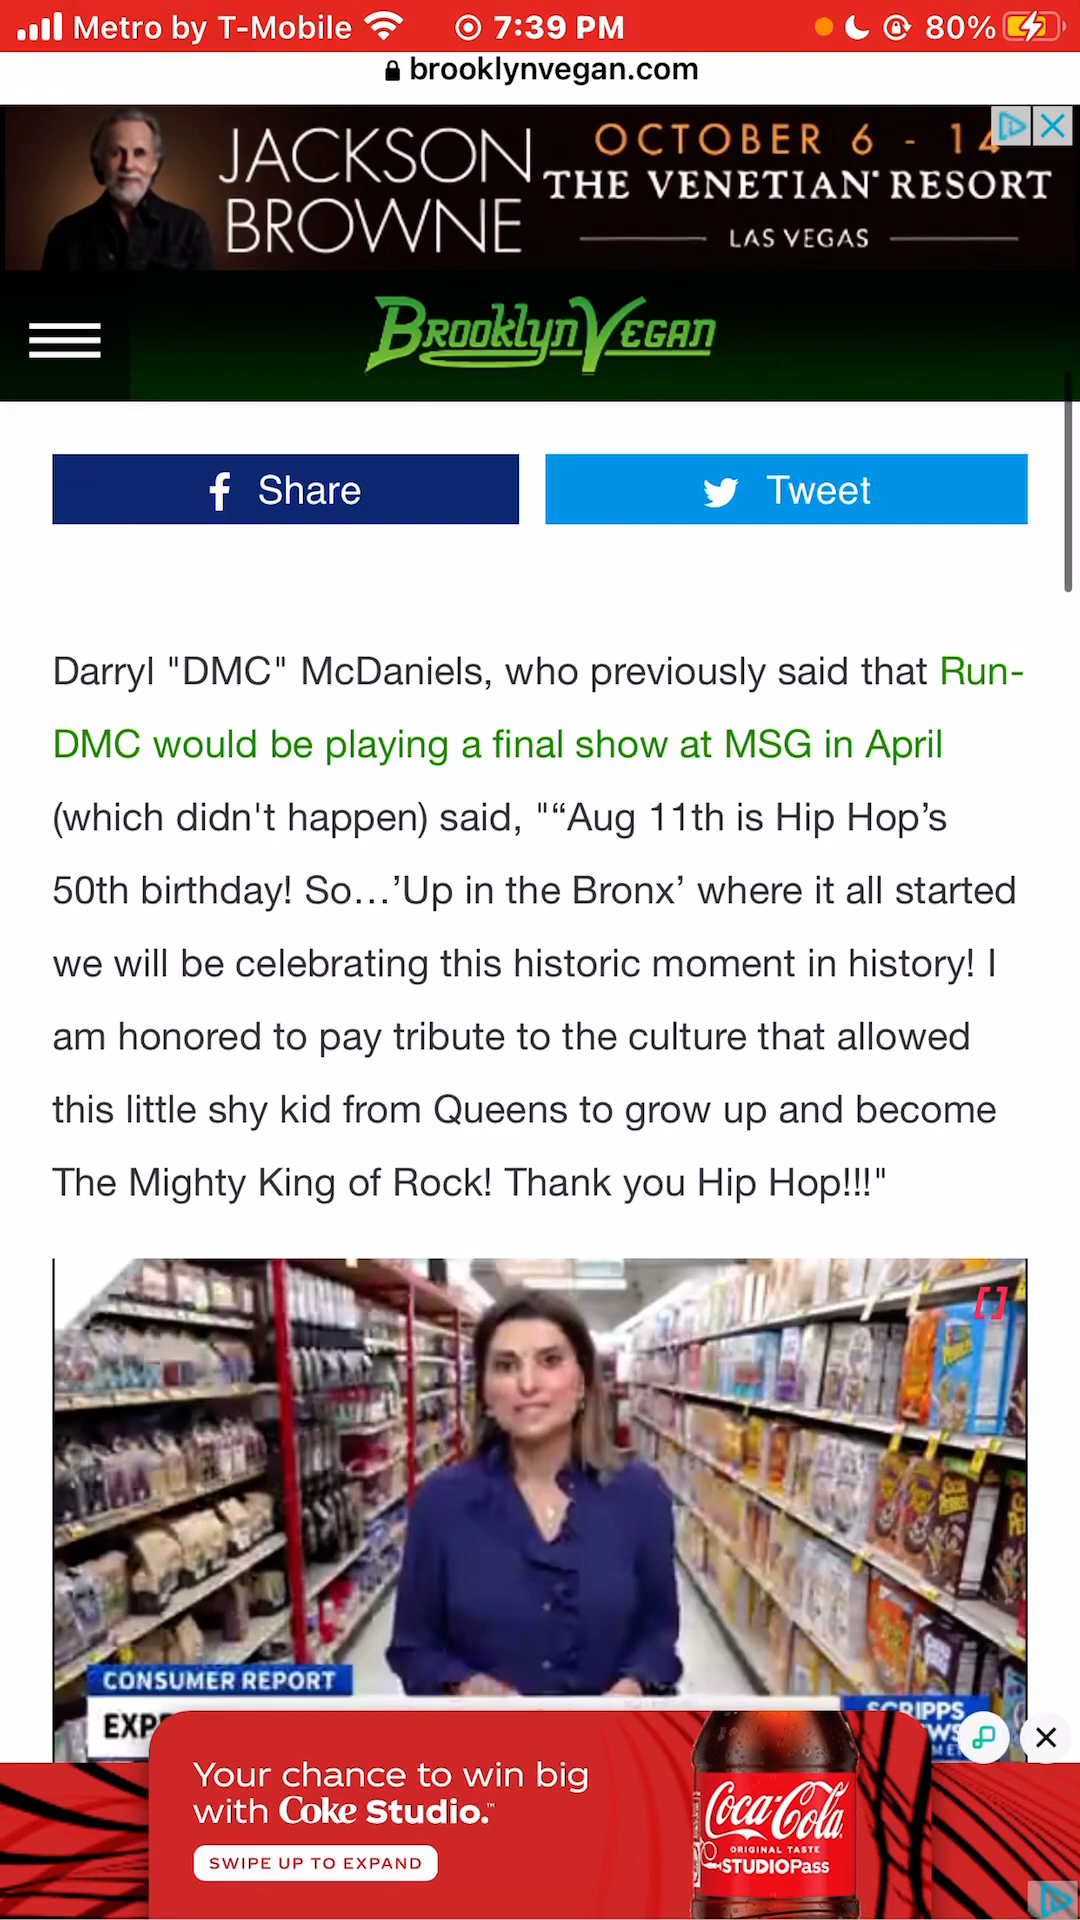 Metro by T-Mobile 7:39 PM 80%
brooklynvegan.com
JACKSON
BROWNE
OCTOBER 6 - 14
THE VENETIAN RESORT
LAS VEGAS
BROOKLYNVEGAN
Share
Tweet
Darryl "DMC" McDaniels, who previously said that Run-
DMC would be playing a final show at MSG in April
(which didn't happen) said, "“Aug 11th is Hip Hop’s
50th birthday! So…’Up in the Bronx’ where it all started
we will be celebrating this historic moment in history! I
am honored to pay tribute to the culture that allowed
this little shy kid from Queens to grow up and become
The Mighty King of Rock! Thank you Hip Hop!!!"
CONSUMER REPORT
SCRIPPS
Your chance to win big
with Coke Studio.™
SWIPE UP TO EXPAND
Coca-Cola
ORIGINAL TASTE
STUDIOPass